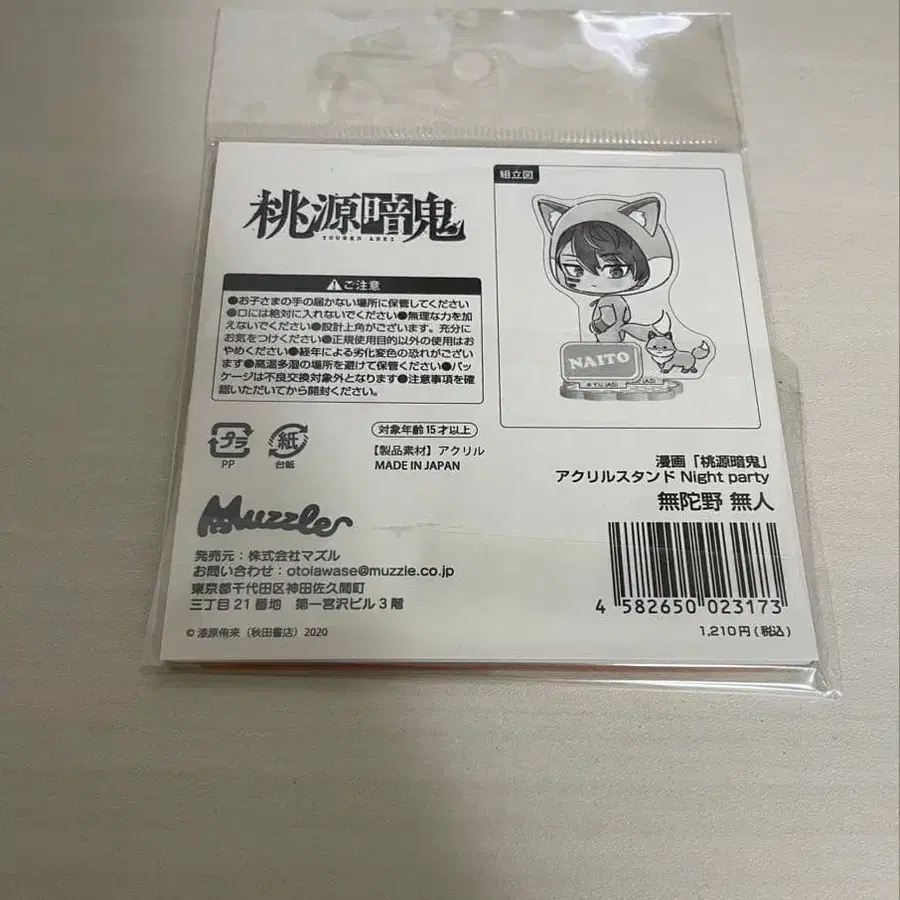 桃源暗鬼
TOUGEN ANKI
組立図
⚠ご注意
●お子さまの手の届かない場所に保管してください
●口には絶対に入れないでください●無理な力を加
えないでください●設計上角がございます。充分に
お気をつけください●正規使用目的以外の使用はお
やめください●経年による劣化変色の恐れがござい
ます●高温多湿の場所を避けて保管ください●パッ
ケージは不良交換対象外となります●注意事項を確
認いただいてから開封ください。
NAITO
©Y.U.(AS)
(AS)
プラ
PP
紙
台紙
対象年齢15才以上
【製品素材】アクリル
MADE IN JAPAN
漫画「桃源暗鬼」
アクリルスタンド Night party
無陀野 無人
Muzzle
発売元：株式会社マズル
お問い合わせ：otoiawase@muzzle.co.jp
東京都千代田区神田佐久間町
三丁目21番地 第一宮沢ビル3階
4 582650 023173
©漆原侑来（秋田書店）2020
1,210円(税込)